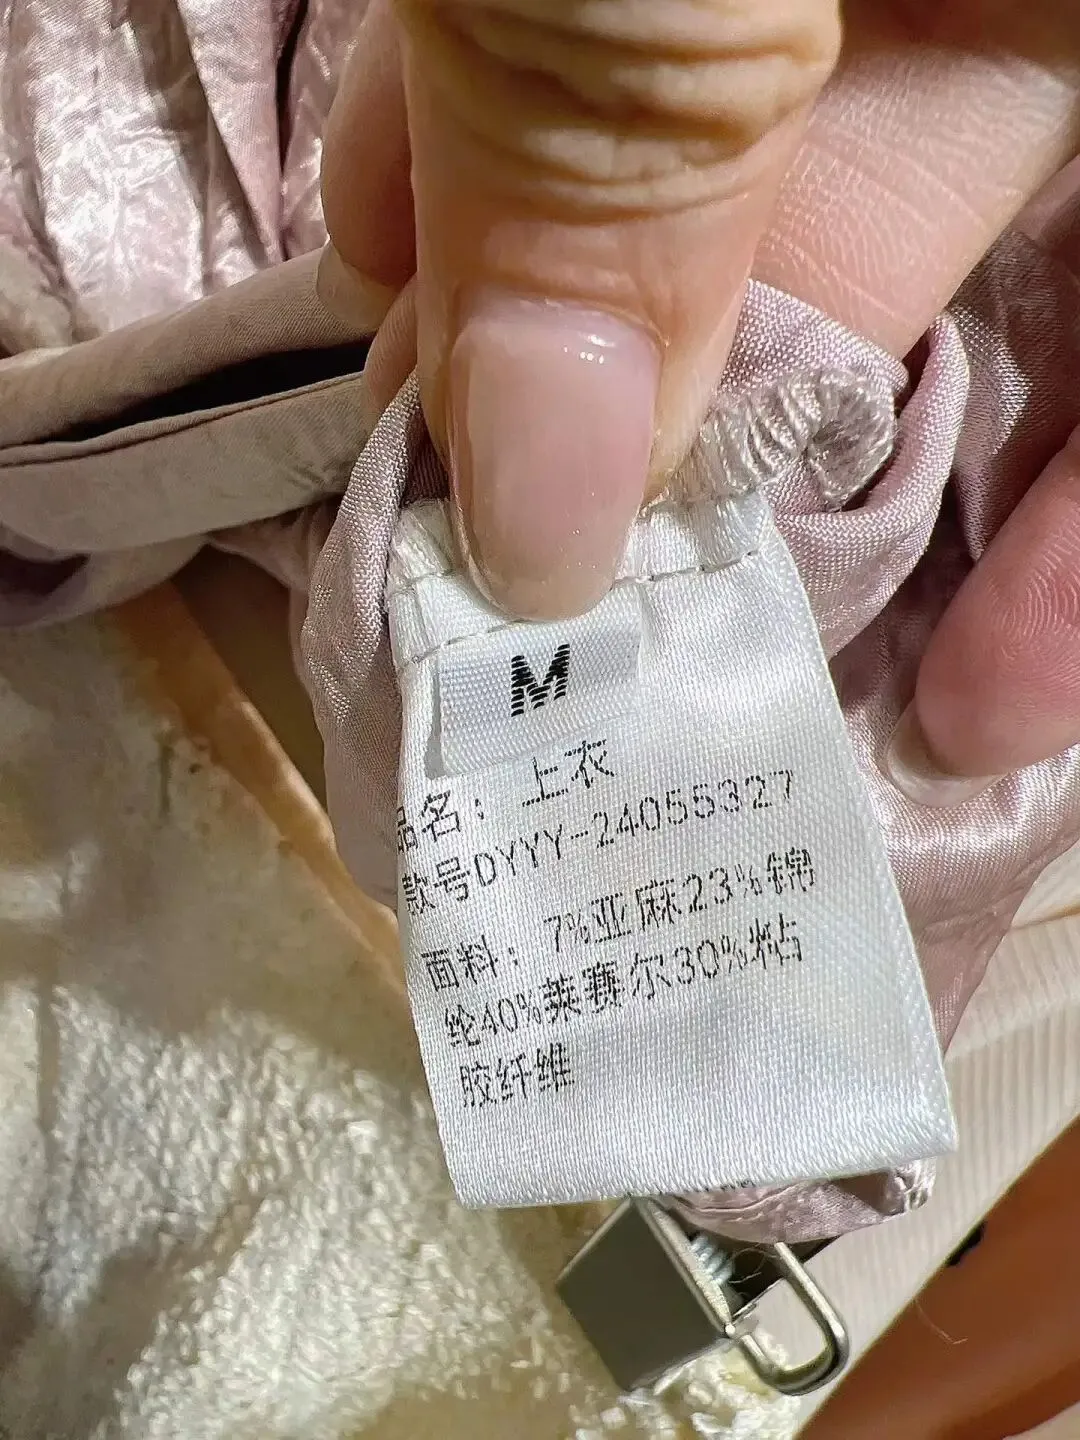 M
品名：上衣
款号DYYY-24055327
面料：7%亚麻23%锦
纶40%莱赛尔30%粘
胶纤维